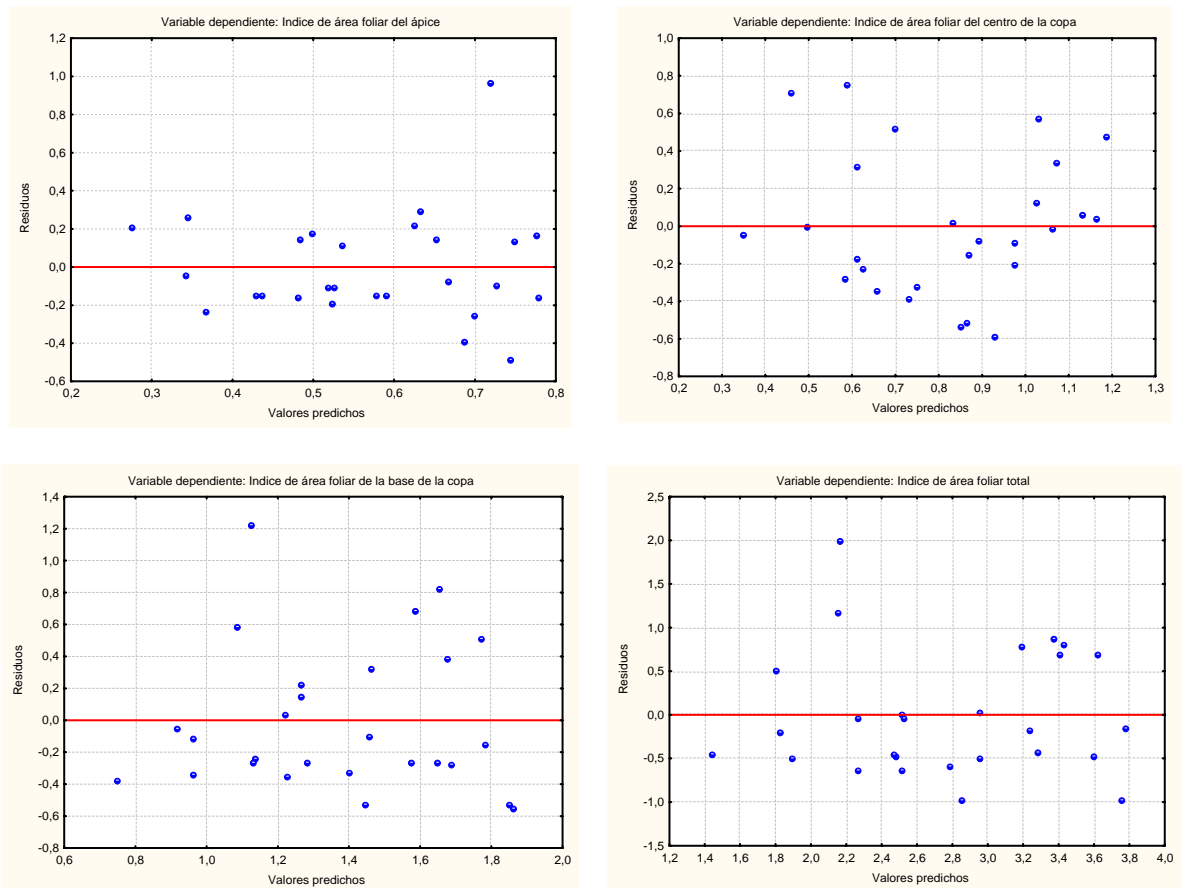 Variable dependiente: Indice de área foliar del ápice
1,2
1,0
0,8
0,6
0,4
0,2
0,0
-0,2
-0,4
-0,6
Residuos
0,2 0,3 0,4 0,5 0,6 0,7 0,8
Valores predichos
Variable dependiente: Indice de área foliar del centro de la copa
1,0
0,8
0,6
0,4
0,2
0,0
-0,2
-0,4
-0,6
-0,8
Residuos
0,2 0,3 0,4 0,5 0,6 0,7 0,8 0,9 1,0 1,1 1,2 1,3
Valores predichos
Variable dependiente: Indice de área foliar de la base de la copa
1,4
1,2
1,0
0,8
0,6
0,4
0,2
0,0
-0,2
-0,4
-0,6
-0,8
Residuos
0,6 0,8 1,0 1,2 1,4 1,6 1,8 2,0
Valores predichos
Variable dependiente: Indice de área foliar total
2,5
2,0
1,5
1,0
0,5
0,0
-0,5
-1,0
-1,5
Residuos
1,2 1,4 1,6 1,8 2,0 2,2 2,4 2,6 2,8 3,0 3,2 3,4 3,6 3,8 4,0
Valores predichos